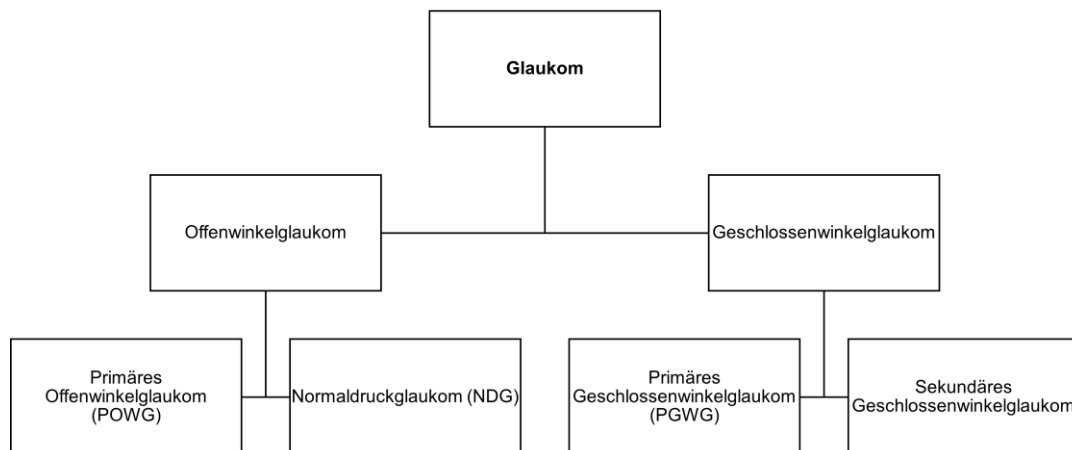 Glaukom
Offenwinkelglaukom
Geschlossenwinkelglaukom
Primäres
Offenwinkelglaukom
(POWG)
Normaldruckglaukom (NDG)
Primäres
Geschlossenwinkelglaukom
(PGWG)
Sekundäres
Geschlossenwinkelglaukom